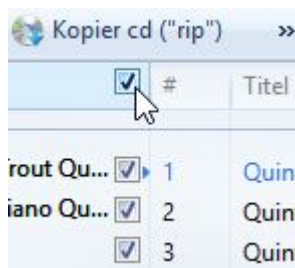 Kopier cd ("rip") »
# Titel
rout Qu... 1 Quin
iano Qu... 2 Quin
3 Quin